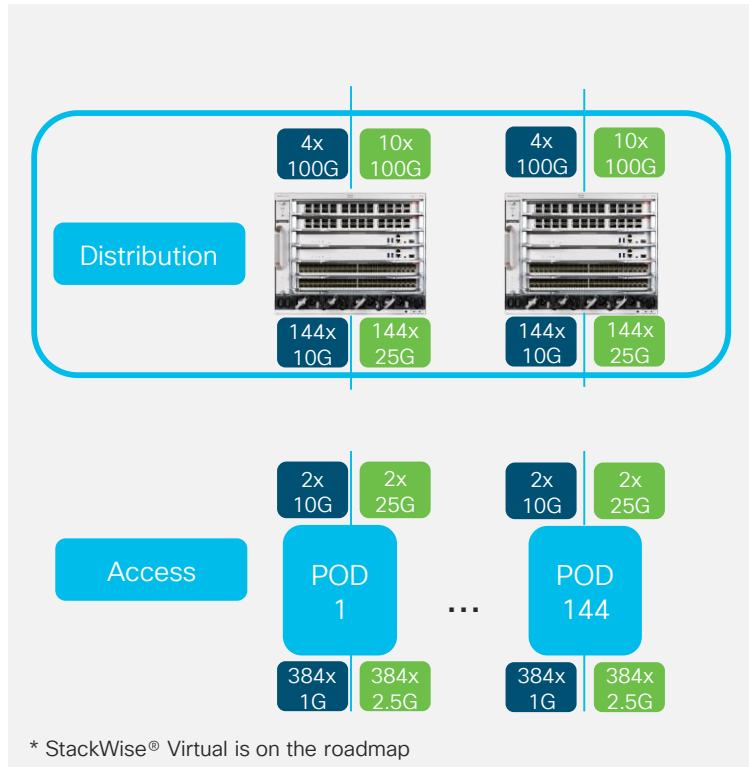 4x
100G
10x
100G
4x
100G
10x
100G
Distribution
144x
10G
144x
25G
144x
10G
144x
25G
2x
10G
2x
25G
2x
10G
2x
25G
Access
POD
1
...
POD
144
384x
1G
384x
2.5G
384x
1G
384x
2.5G
* StackWise® Virtual is on the roadmap